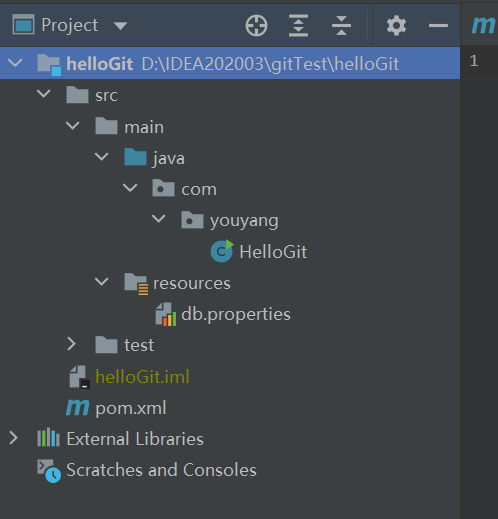 Project
m
helloGit D:\IDEA202003\gitTest\helloGit
1
src
main
java
com
youyang
C HelloGit
resources
db.properties
test
helloGit.iml
m pom.xml
External Libraries
Scratches and Consoles